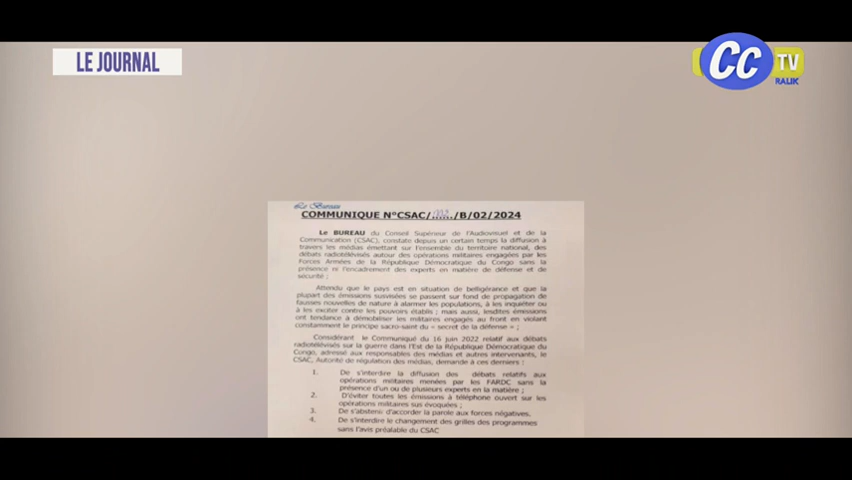 LE JOURNAL
CC TV
RALIK
Le Bureau
COMMUNIQUE N°CSAC/....../B/02/2024
Le BUREAU du Conseil Supérieur de l'Audiovisuel et de la
Communication (CSAC), constate depuis un certain temps la diffusion à
travers les médias émettant sur l'ensemble du territoire national, des
débats radiotélévisés autour des opérations militaires engagées par les
Forces Armées de la République Démocratique du Congo sans la
présence ni l'encadrement des experts en matière de défense et de
sécurité ;
Attendu que le pays est en situation de belligérance et que la
plupart des émissions susvisées se passent sur fond de propagation de
fausses nouvelles de nature à alarmer les populations, à les inquiéter ou
à les exciter contre les pouvoirs établis ; mais aussi, lesdites émissions
ont tendance à démobiliser les militaires engagés au front en violant
constamment le principe sacro-saint du « secret de la défense » ;
Considérant le Communiqué du 16 juin 2022 relatif aux débats
radiotélévisés sur la guerre dans l'Est de la République Démocratique du
Congo, adressé aux responsables des médias et autres intervenants, le
CSAC, Autorité de régulation des médias, demande à ces derniers :
1. De s'interdire la diffusion des débats relatifs aux
opérations militaires menées par les FARDC sans la
présence d'un ou de plusieurs experts en la matière ;
2. D'éviter toutes les émissions à téléphone ouvert sur les
opérations militaires sus évoquées ;
3. De s'abstenir d'accorder la parole aux forces négatives.
4. De s'interdire le changement des grilles des programmes
sans l'avis préalable du CSAC